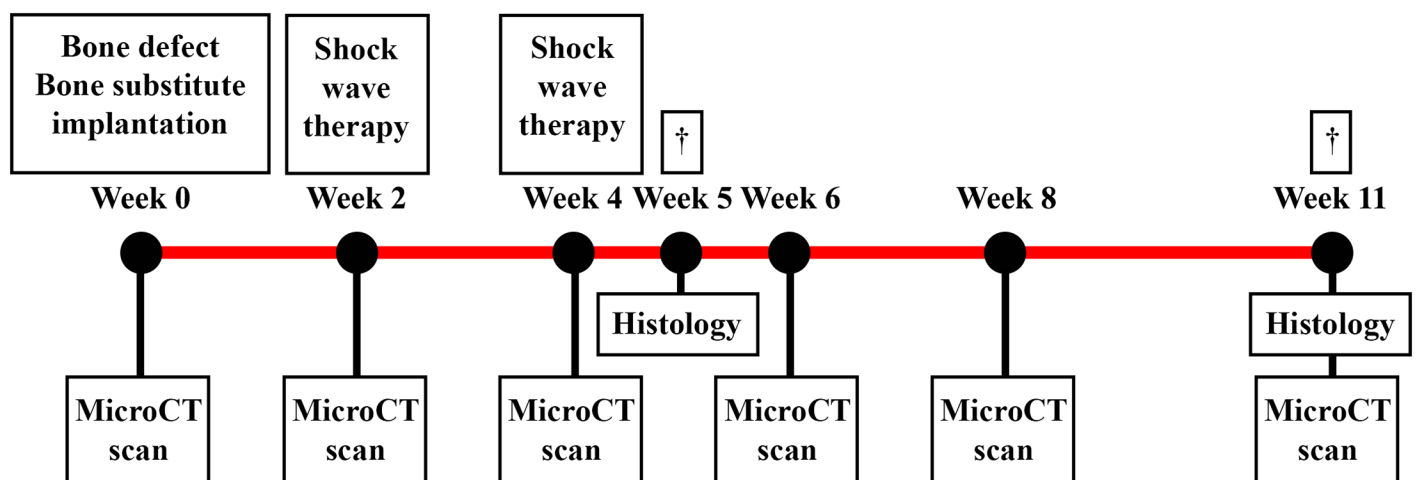 Bone defect
Bone substitute
implantation
Shock
wave
therapy
Shock
wave
therapy
†
†
Week 0
Week 2
Week 4
Week 5
Week 6
Week 8
Week 11
Histology
Histology
MicroCT
scan
MicroCT
scan
MicroCT
scan
MicroCT
scan
MicroCT
scan
MicroCT
scan